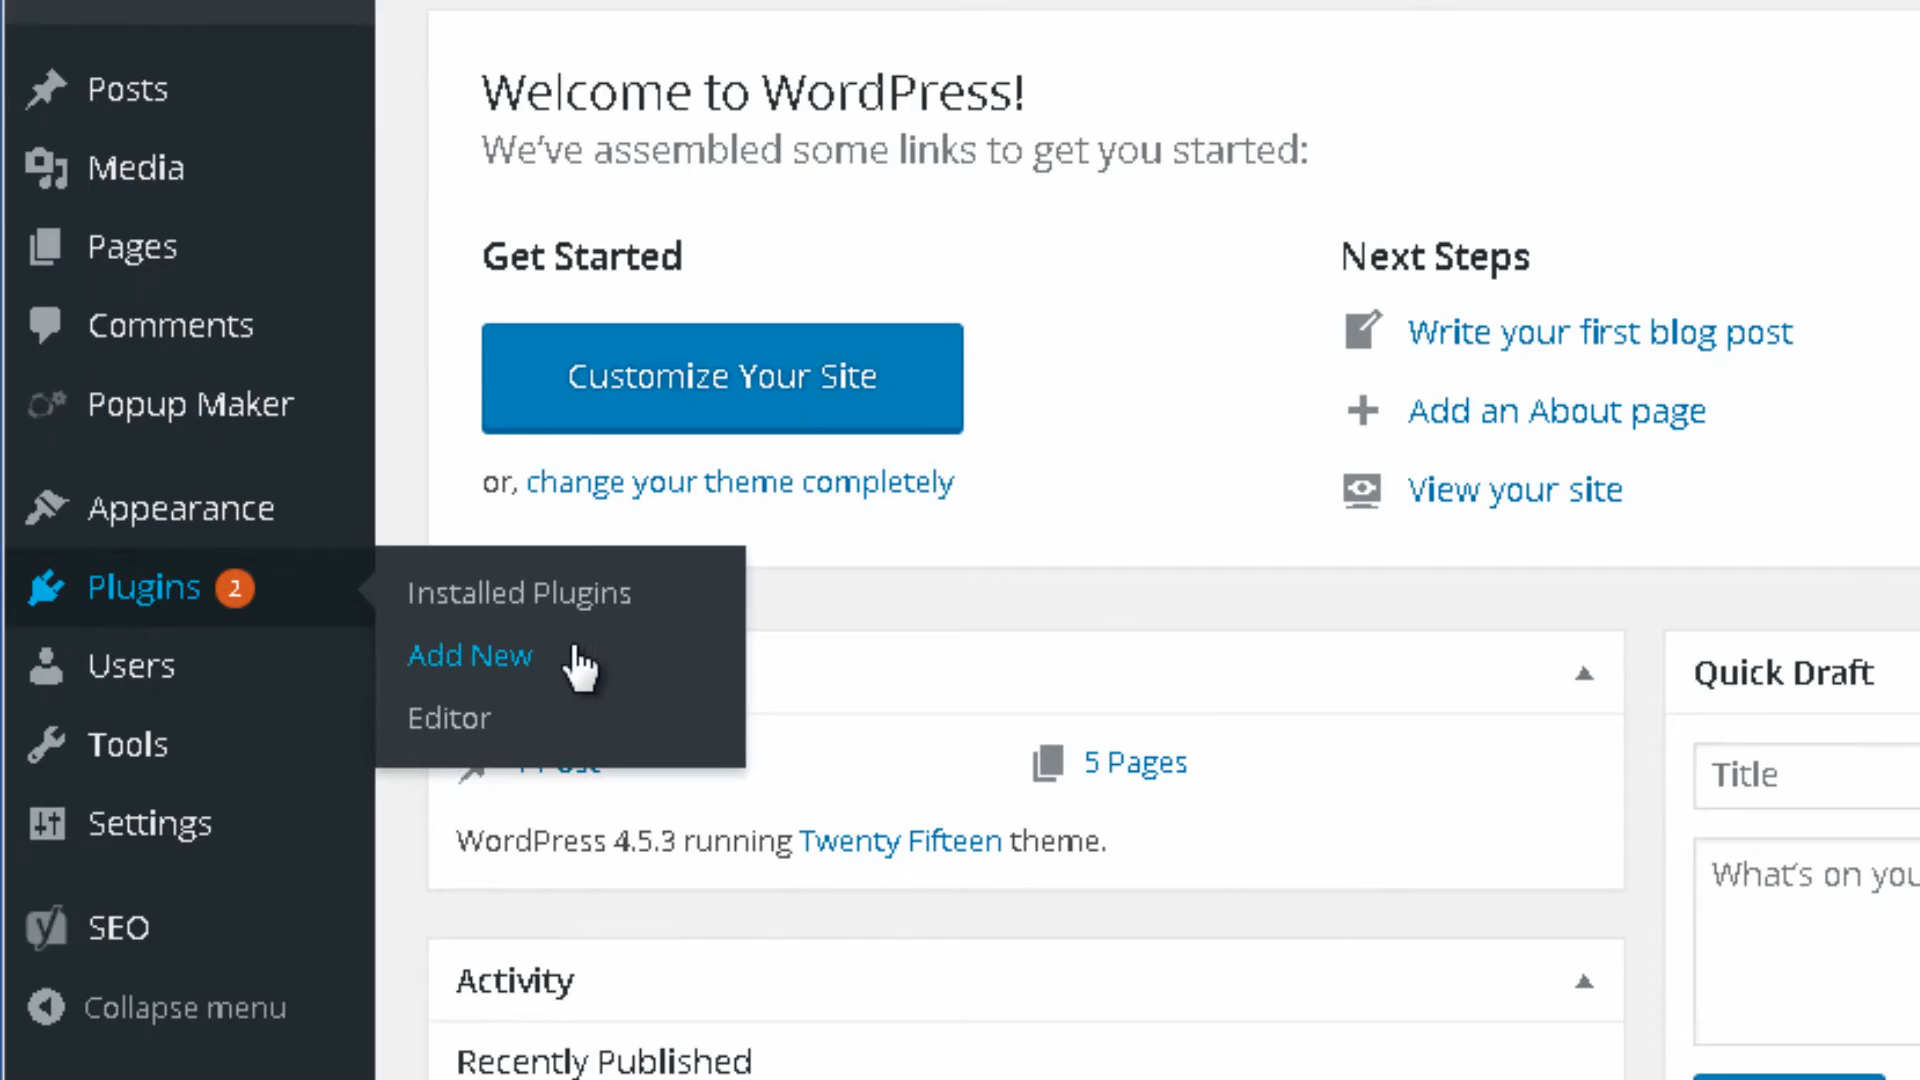 Posts
Media
Pages
Comments
Popup Maker
Appearance
Plugins 2
Users
Tools
Settings
SEO
Collapse menu
Installed Plugins
Add New
Editor
Welcome to WordPress!
We've assembled some links to get you started:
Get Started
Customize Your Site
or, change your theme completely
Next Steps
Write your first blog post
Add an About page
View your site
5 Pages
WordPress 4.5.3 running Twenty Fifteen theme.
Activity
Recently Published
Quick Draft
Title
What's on you